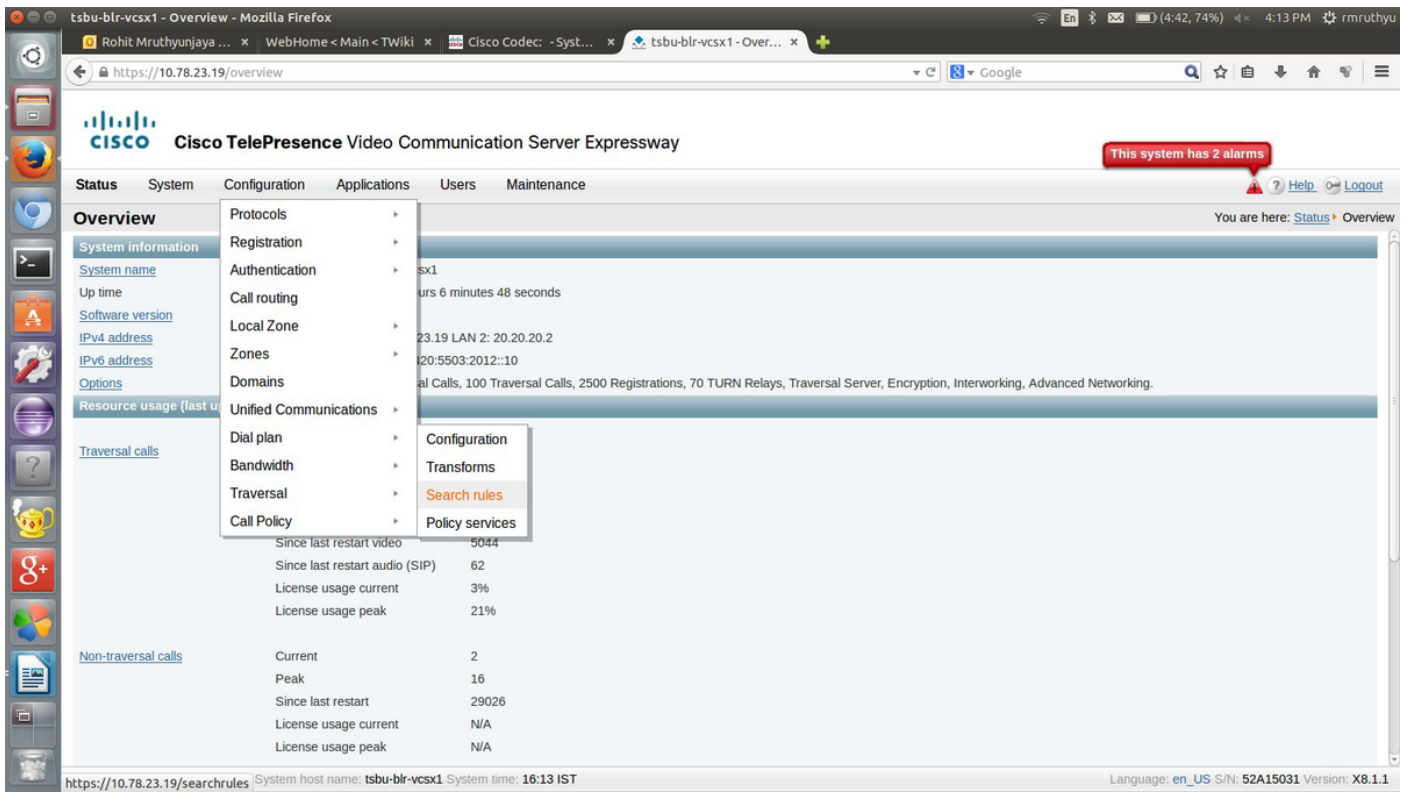 tsbu-blr-vcsx1 - Overview - Mozilla Firefox
En (4:42, 74%) 4:13 PM rmruthyu
Rohit Mruthyunjaya ... × WebHome < Main < TWiki × Cisco Codec: - Syst... × tsbu-blr-vcsx1 - Over... ×
https://10.78.23.19/overview Google
CISCO Cisco TelePresence Video Communication Server Expressway
This system has 2 alarms
Status System Configuration Applications Users Maintenance Help Logout
Overview You are here: Status Overview
Protocols
Registration
Authentication
Call routing
Local Zone
Zones
Domains
Unified Communications
Dial plan
Bandwidth
Traversal
Call Policy
Configuration
Transforms
Search rules
Policy services
System information
System name csx1
Up time urs 6 minutes 48 seconds
Software version
IPv4 address 23.19 LAN 2: 20.20.20.2
IPv6 address 420:5503:2012::10
Options al Calls, 100 Traversal Calls, 2500 Registrations, 70 TURN Relays, Traversal Server, Encryption, Interworking, Advanced Networking.
Resource usage (last u
Traversal calls
Since last restart video 5044
Since last restart audio (SIP) 62
License usage current 3%
License usage peak 21%
Non-traversal calls Current 2
Peak 16
Since last restart 29026
License usage current N/A
License usage peak N/A
https://10.78.23.19/searchrules System host name: tsbu-blr-vcsx1 System time: 16:13 IST Language: en_US S/N: 52A15031 Version: X8.1.1